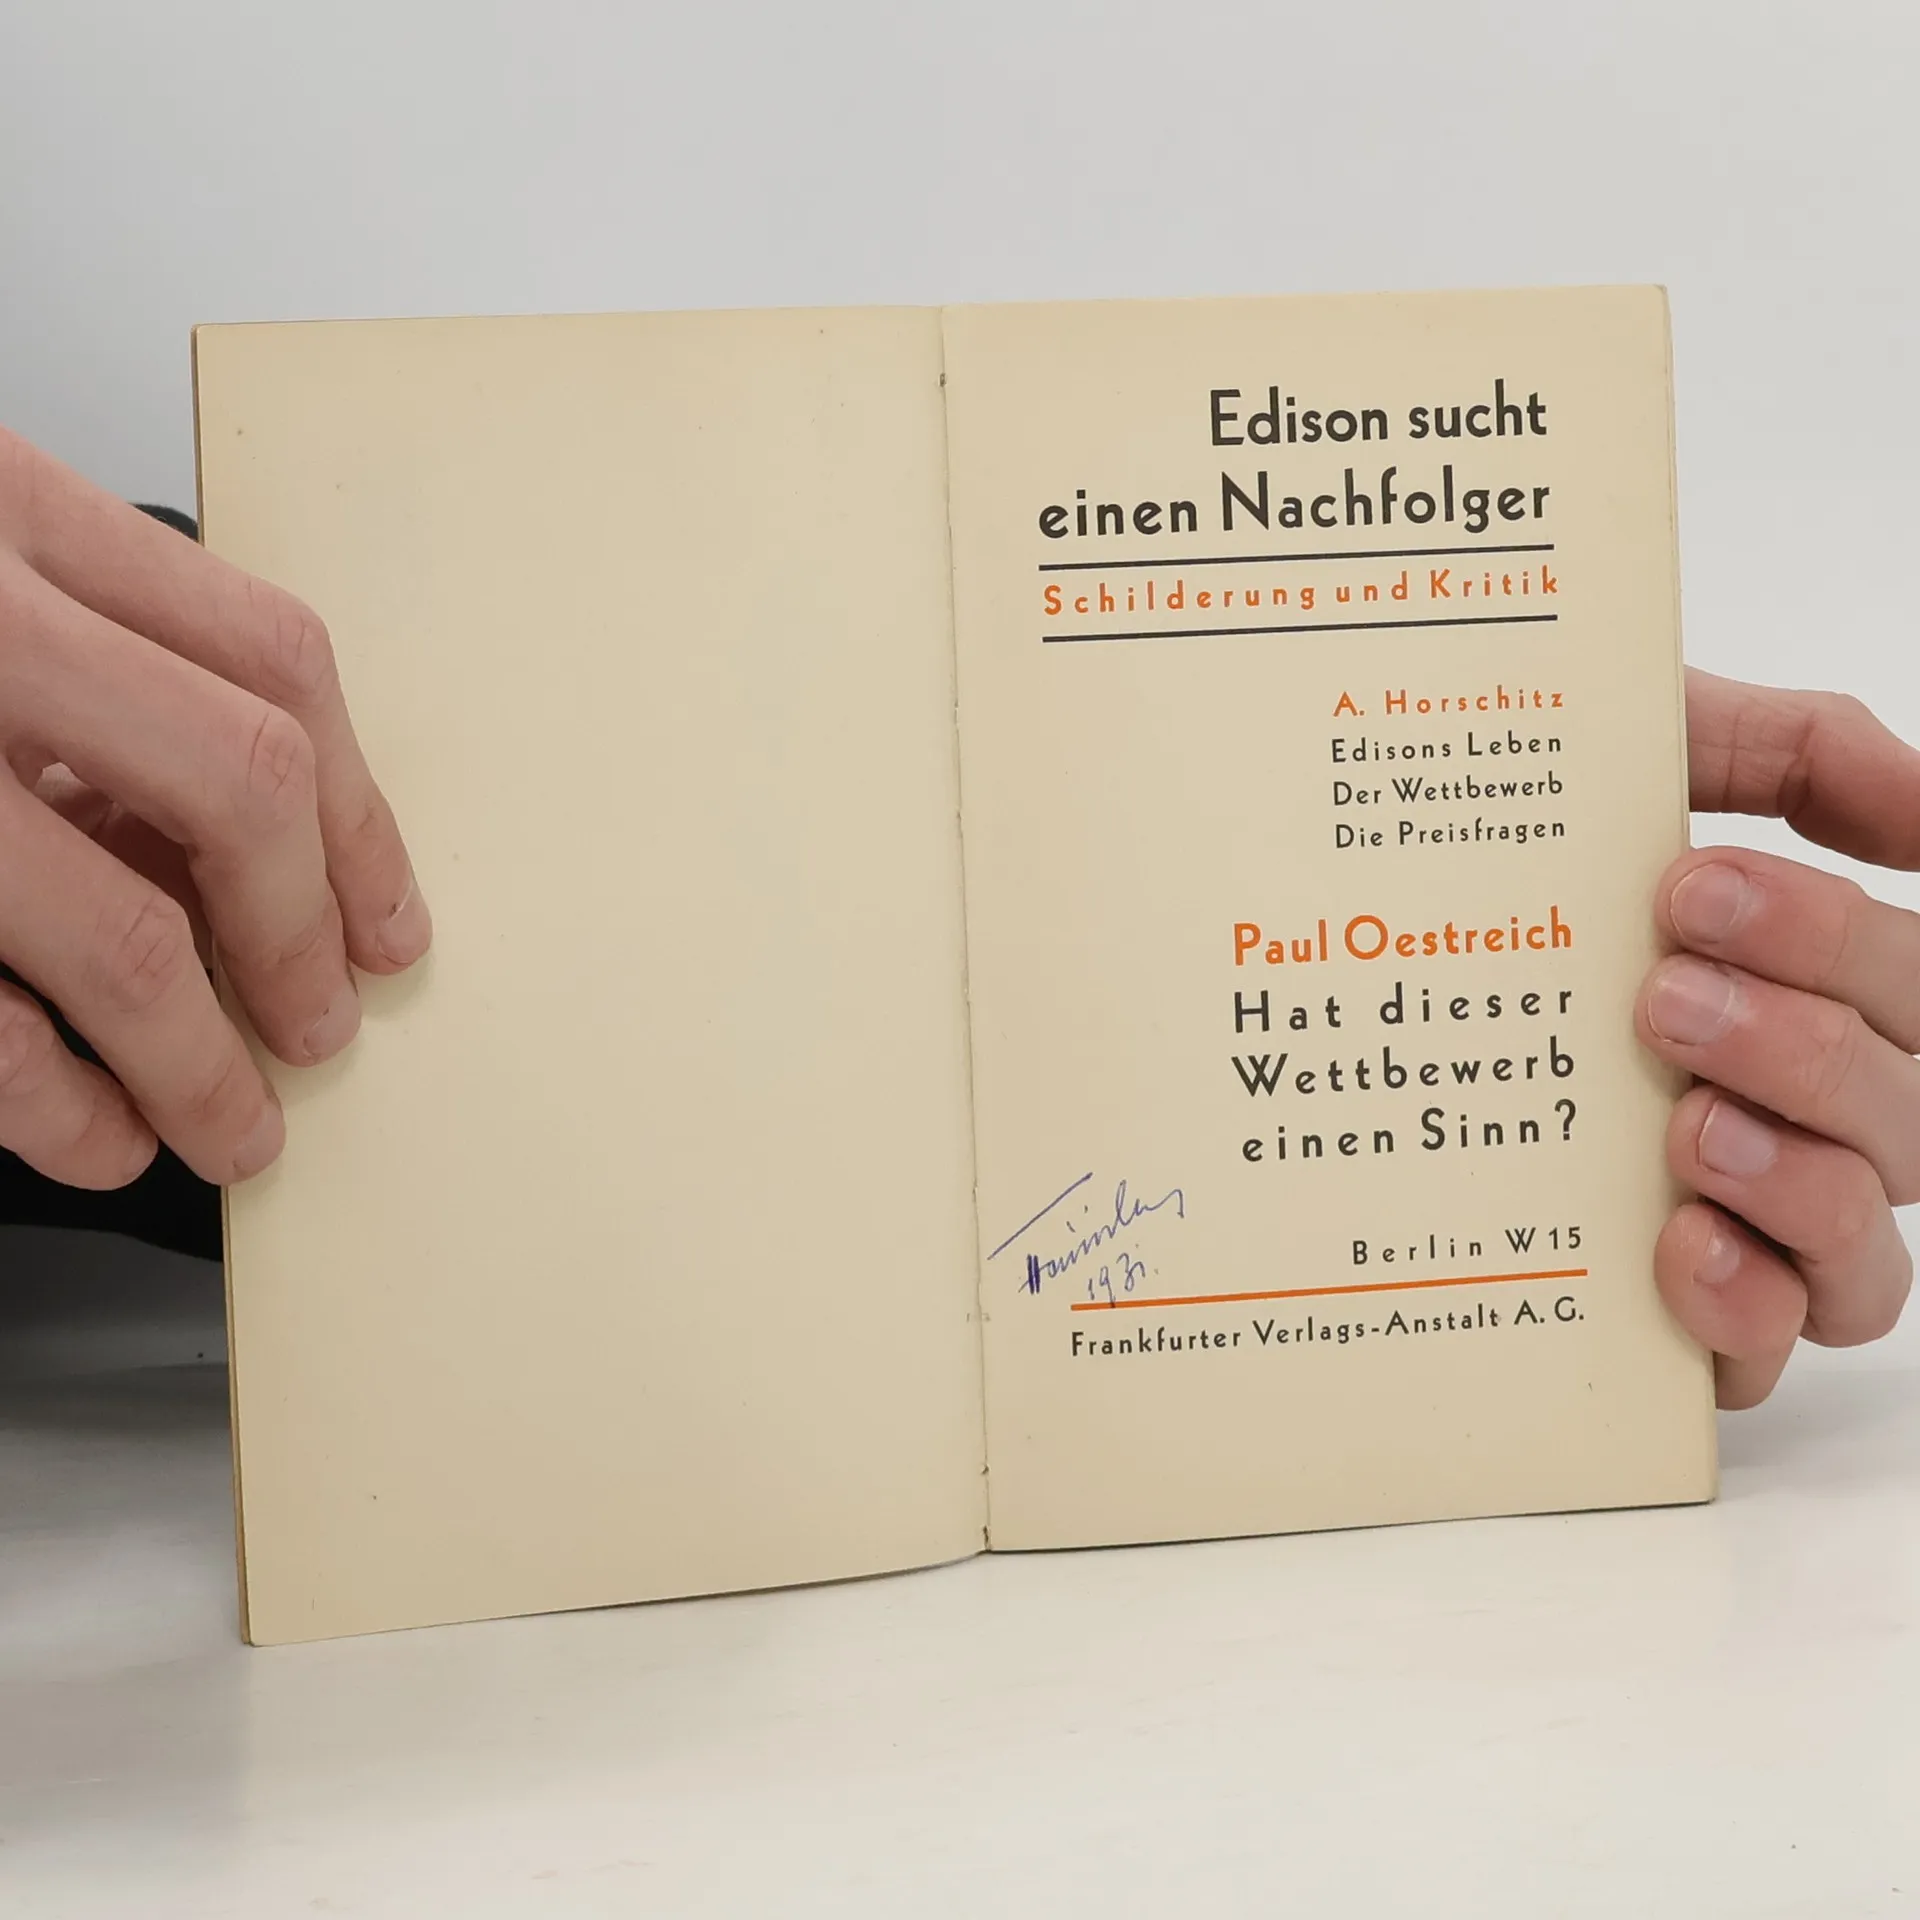 Edison sucht
einen Nachfolger
Schilderung und Kritik
A. Horschitz
Edisons Leben
Der Wettbewerb
Die Preisfragen
Paul Oestreich
Hat dieser
Wettbewerb
einen Sinn?
1931.
Berlin W 15
Frankfurter Verlags-Anstalt A. G.